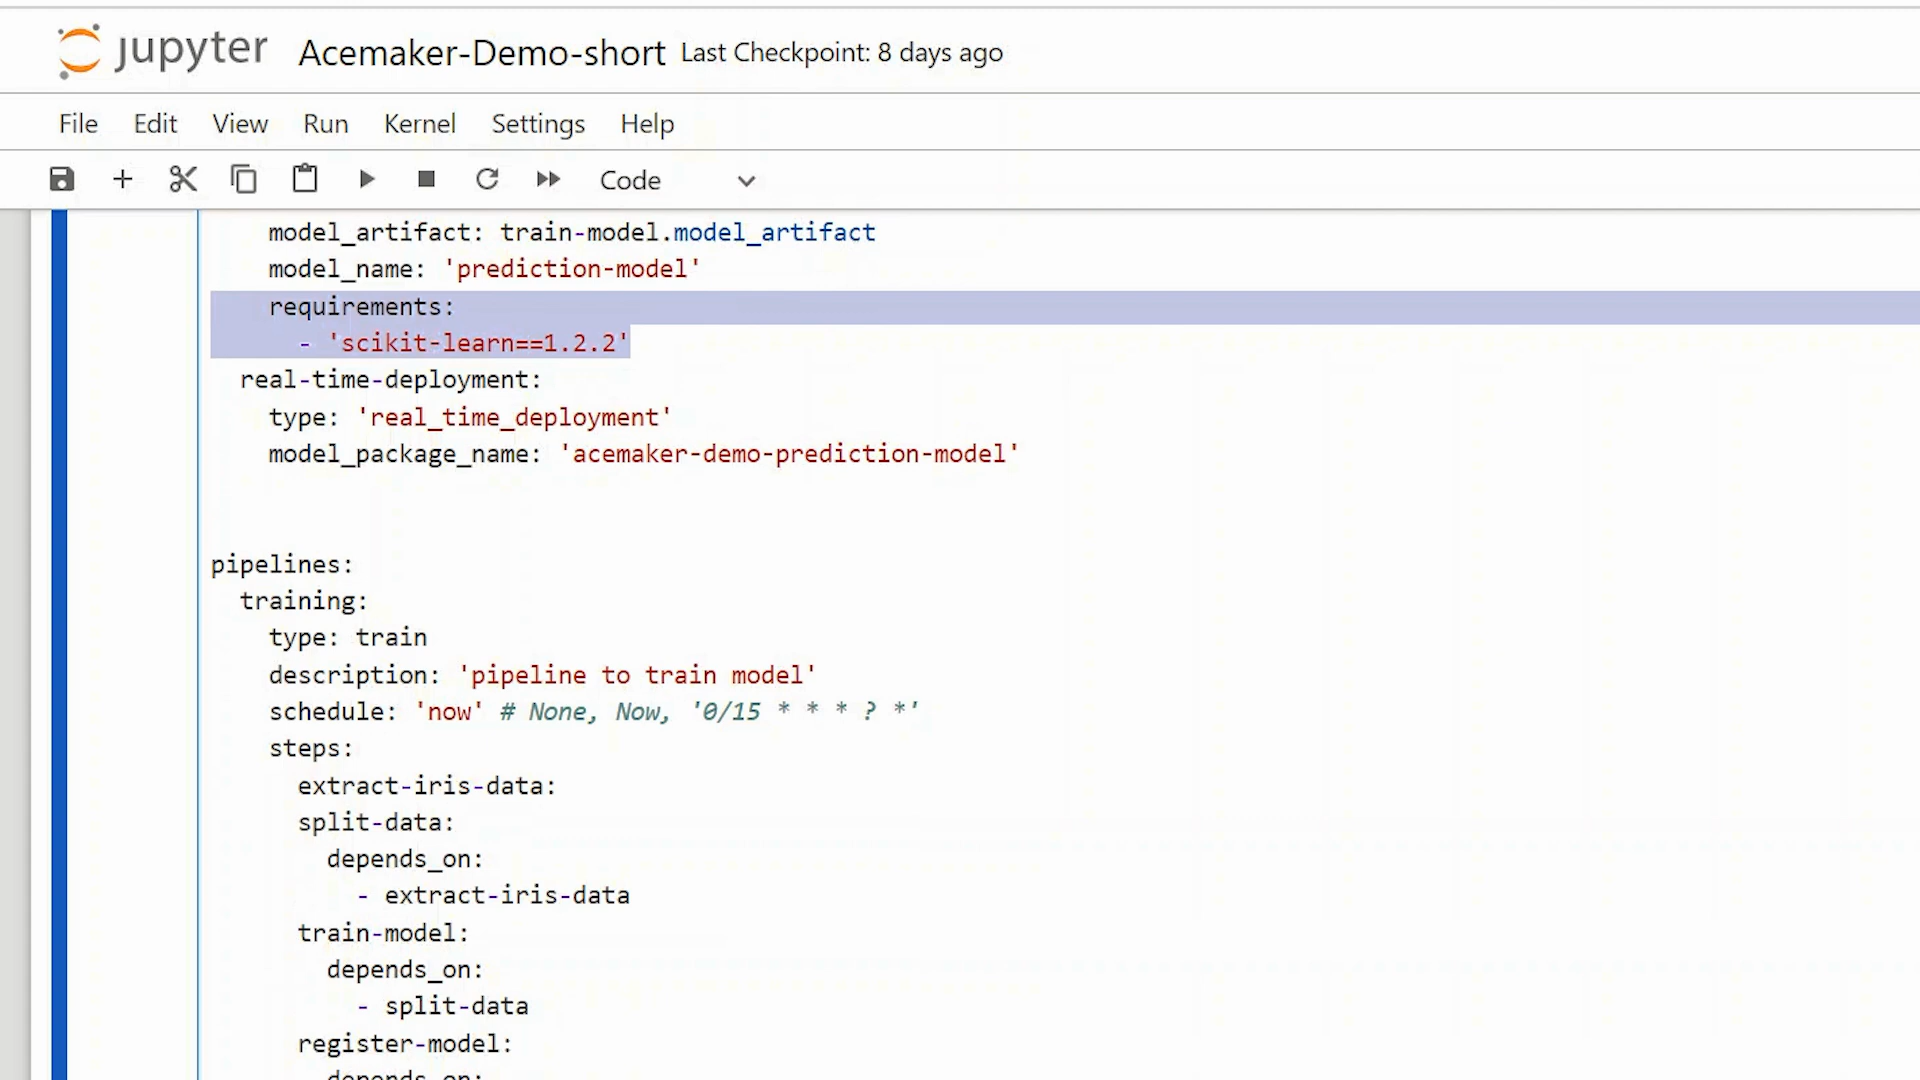 jupyter Acemaker-Demo-short Last Checkpoint: 8 days ago
File Edit View Run Kernel Settings Help
Code
model_artifact: train-model.model_artifact
model_name: 'prediction-model'
requirements:
- 'scikit-learn==1.2.2'
real-time-deployment:
type: 'real_time_deployment'
model_package_name: 'acemaker-demo-prediction-model'
pipelines:
training:
type: train
description: 'pipeline to train model'
schedule: 'now' # None, Now, '0/15 * * * ? *'
steps:
extract-iris-data:
split-data:
depends_on:
- extract-iris-data
train-model:
depends_on:
- split-data
register-model:
depends_on: